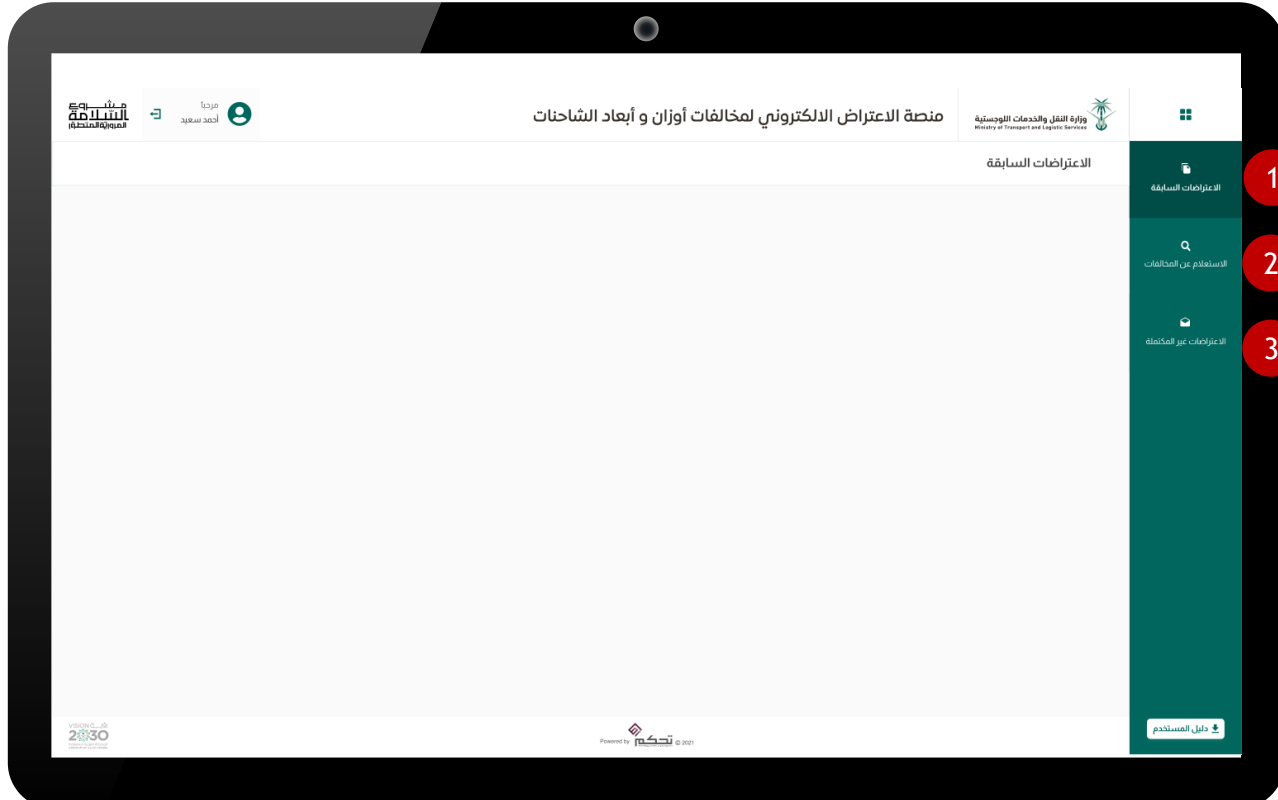 وزارة النقل والخدمات اللوجستية
Ministry of Transport and Logistic Services
منصة الاعتراض الالكتروني لمخالفات أوزان و أبعاد الشاحنات
مرحباً
أحمد سعيد
مشروع
السلامة
المرورية المتطور
الاعتراضات السابقة
الاعتراضات السابقة
1
الاستعلام عن المخالفات
2
الاعتراضات غير المكتملة
3
دليل المستخدم
Powered by تحكم © 2021
VISION رؤية
2030